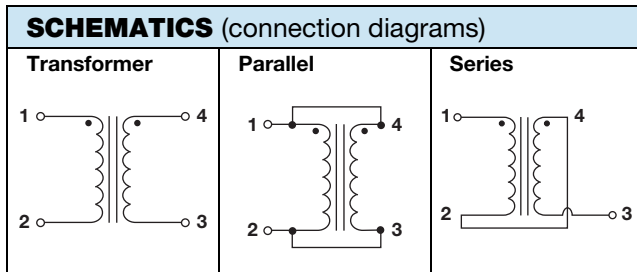 SCHEMATICS (connection diagrams)
Transformer Parallel Series
1 4 1 4 1 4
2 3 2 3 2 3